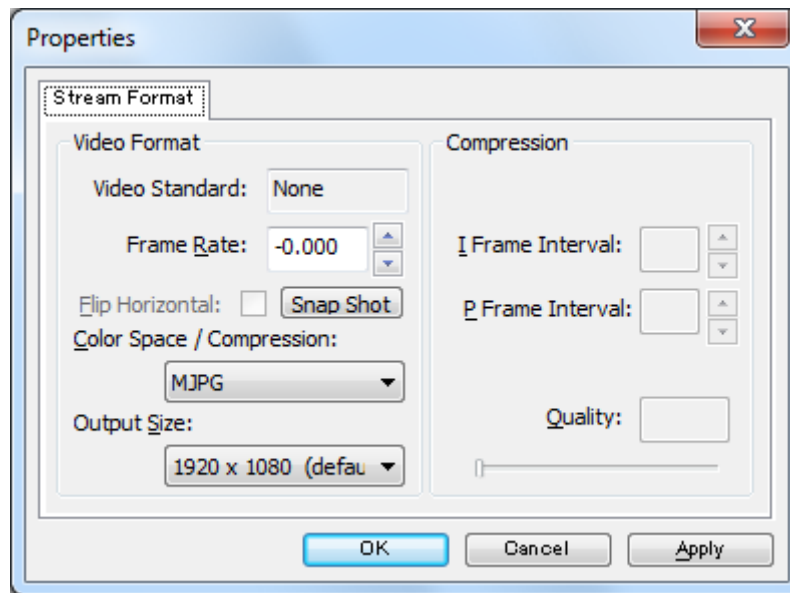 Properties
Stream Format
Video Format
Video Standard: None
Frame Rate: -0.000
Flip Horizontal: Snap Shot
Color Space / Compression:
MJPG
Output Size:
1920 x 1080 (defau
Compression
I Frame Interval:
P Frame Interval:
Quality:
OK Cancel Apply